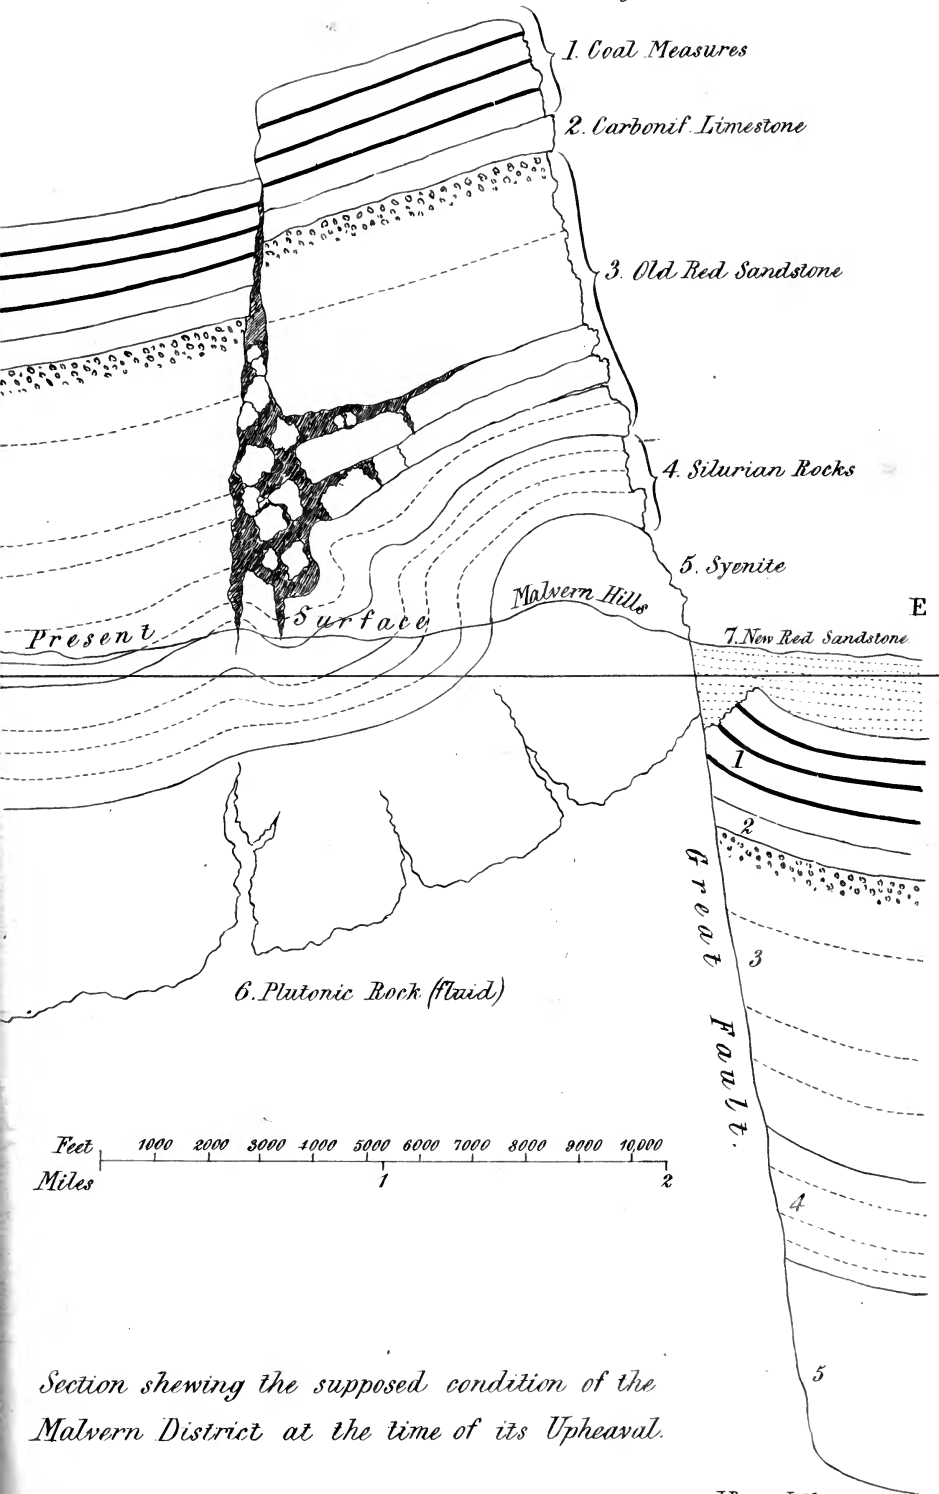 1. Coal Measures
2. Carbonif. Limestone
3. Old Red Sandstone
4. Silurian Rocks
5. Syenite
Malvern Hills
E
Present Surface
7. New Red Sandstone
1
2
Great Fault.
3
6. Plutonic Rock (fluid)
Feet 1000 2000 3000 4000 5000 6000 7000 8000 9000 10,000
Miles 1 2
4
5
Section shewing the supposed condition of the
Malvern District at the time of its Upheaval.